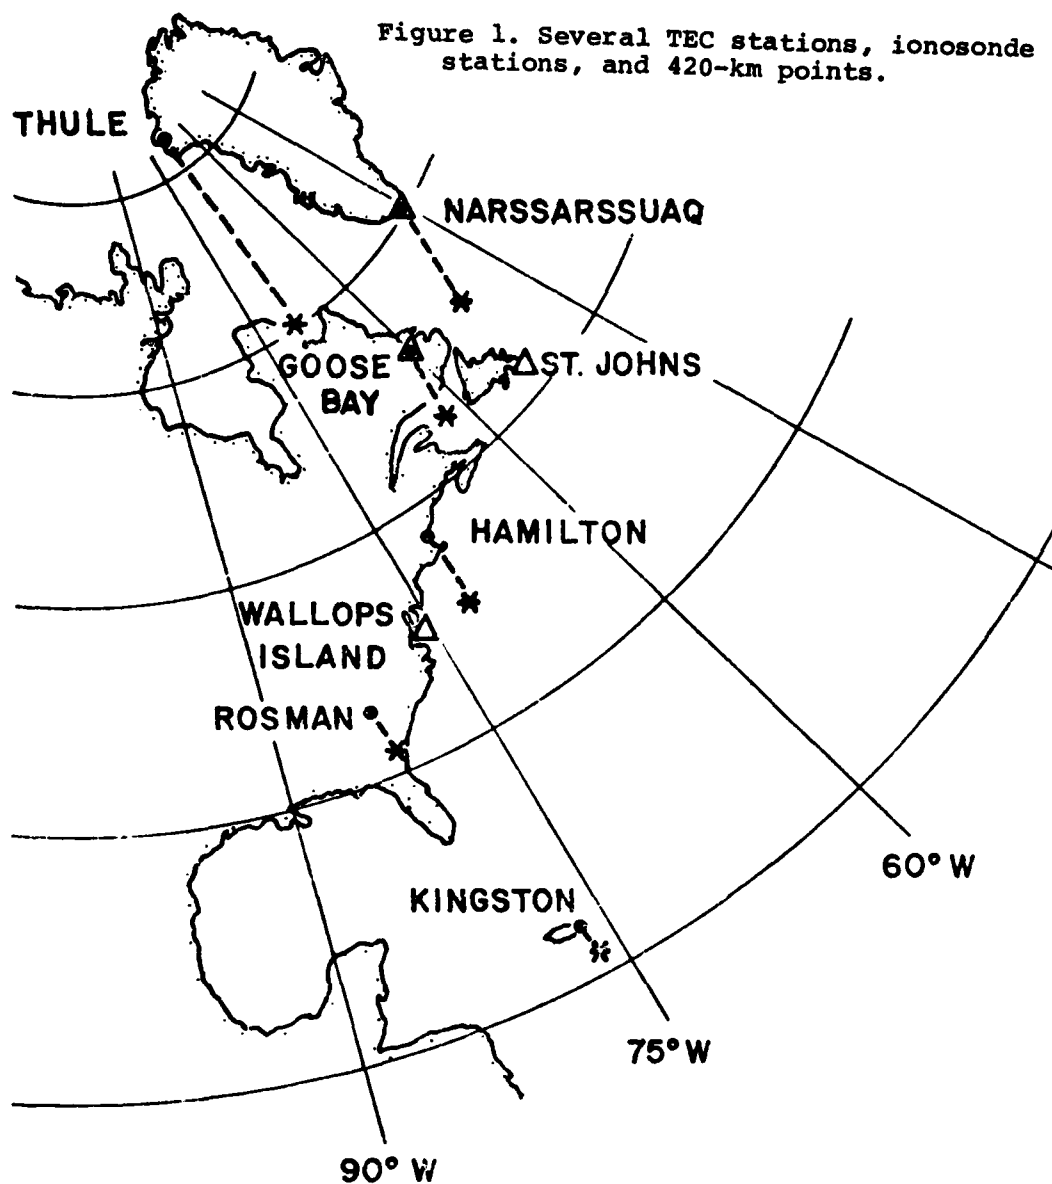 Figure 1. Several TEC stations, ionosonde
stations, and 420-km points.
THULE
NARSSARSSUAQ
GOOSE
BAY
ST. JOHNS
HAMILTON
WALLOPS
ISLAND
ROSMAN
60° W
KINGSTON
75° W
90° W